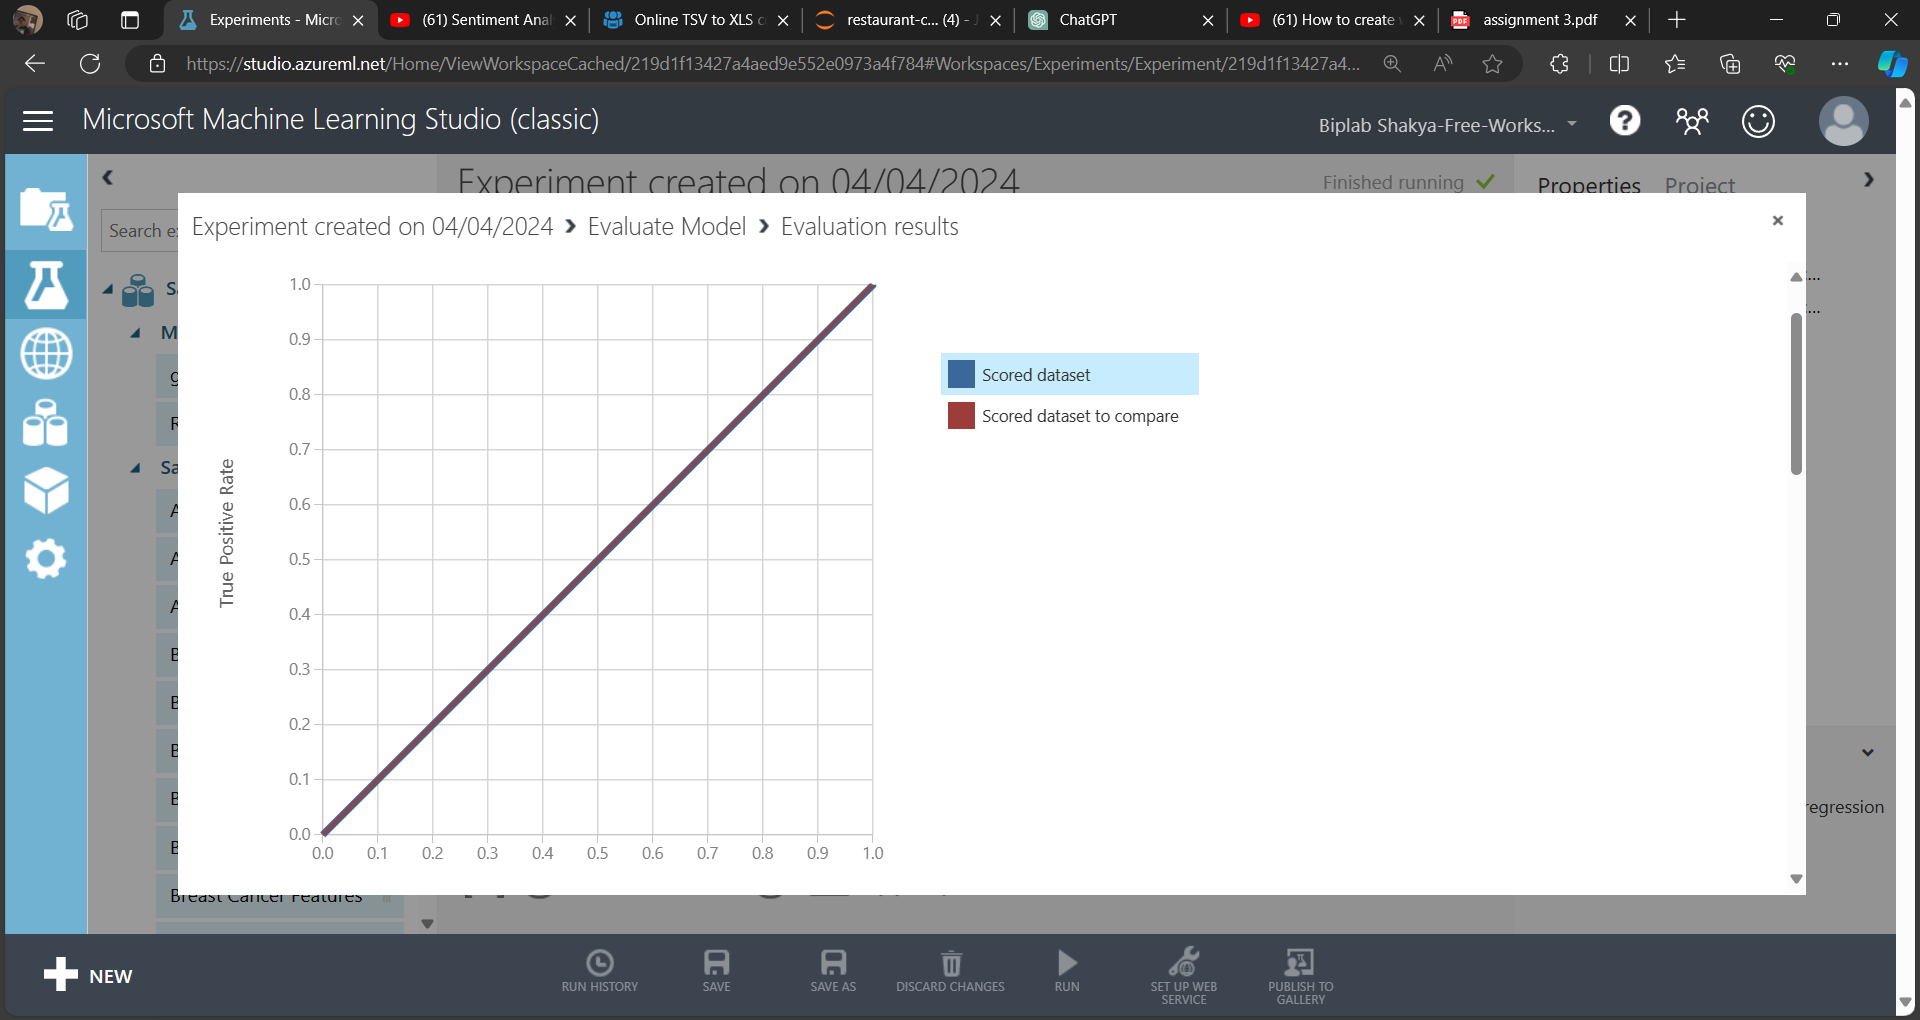 Experiments - Micro
(61) Sentiment Anal
Online TSV to XLS c
restaurant-c... (4) - J
ChatGPT
(61) How to create
assignment 3.pdf
https://studio.azureml.net/Home/ViewWorkspaceCached/219d1f13427a4aed9e552e0973a4f784#Workspaces/Experiments/Experiment/219d1f13427a4...
Microsoft Machine Learning Studio (classic)
Biplab Shakya-Free-Works...
Experiment created on 04/04/2024
Finished running
Properties Project
Search e
Experiment created on 04/04/2024 > Evaluate Model > Evaluation results
Scored dataset
Scored dataset to compare
True Positive Rate
1.0
0.9
0.8
0.7
0.6
0.5
0.4
0.3
0.2
0.1
0.0
0.0 0.1 0.2 0.3 0.4 0.5 0.6 0.7 0.8 0.9 1.0
regression
Breast Cancer Features
NEW
RUN HISTORY
SAVE
SAVE AS
DISCARD CHANGES
RUN
SET UP WEB
SERVICE
PUBLISH TO
GALLERY